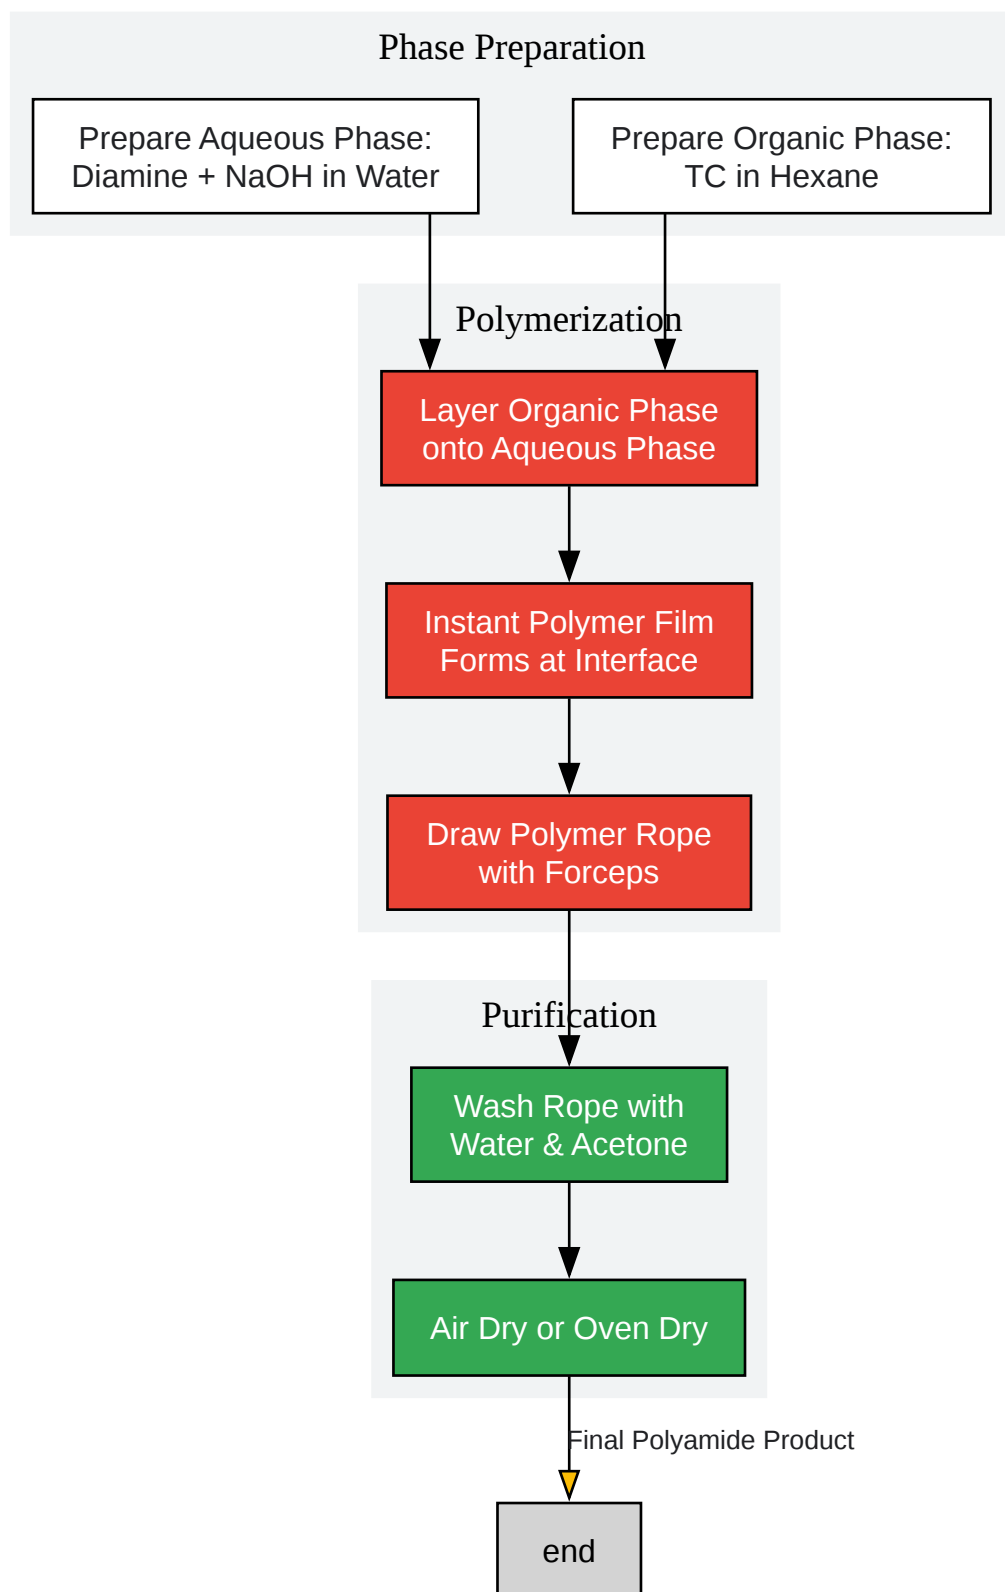 Phase Preparation
Prepare Aqueous Phase:
Diamine + NaOH in Water
Prepare Organic Phase:
TC in Hexane
Polymerization
Layer Organic Phase
onto Aqueous Phase
Instant Polymer Film
Forms at Interface
Draw Polymer Rope
with Forceps
Purification
Wash Rope with
Water & Acetone
Air Dry or Oven Dry
Final Polyamide Product
end